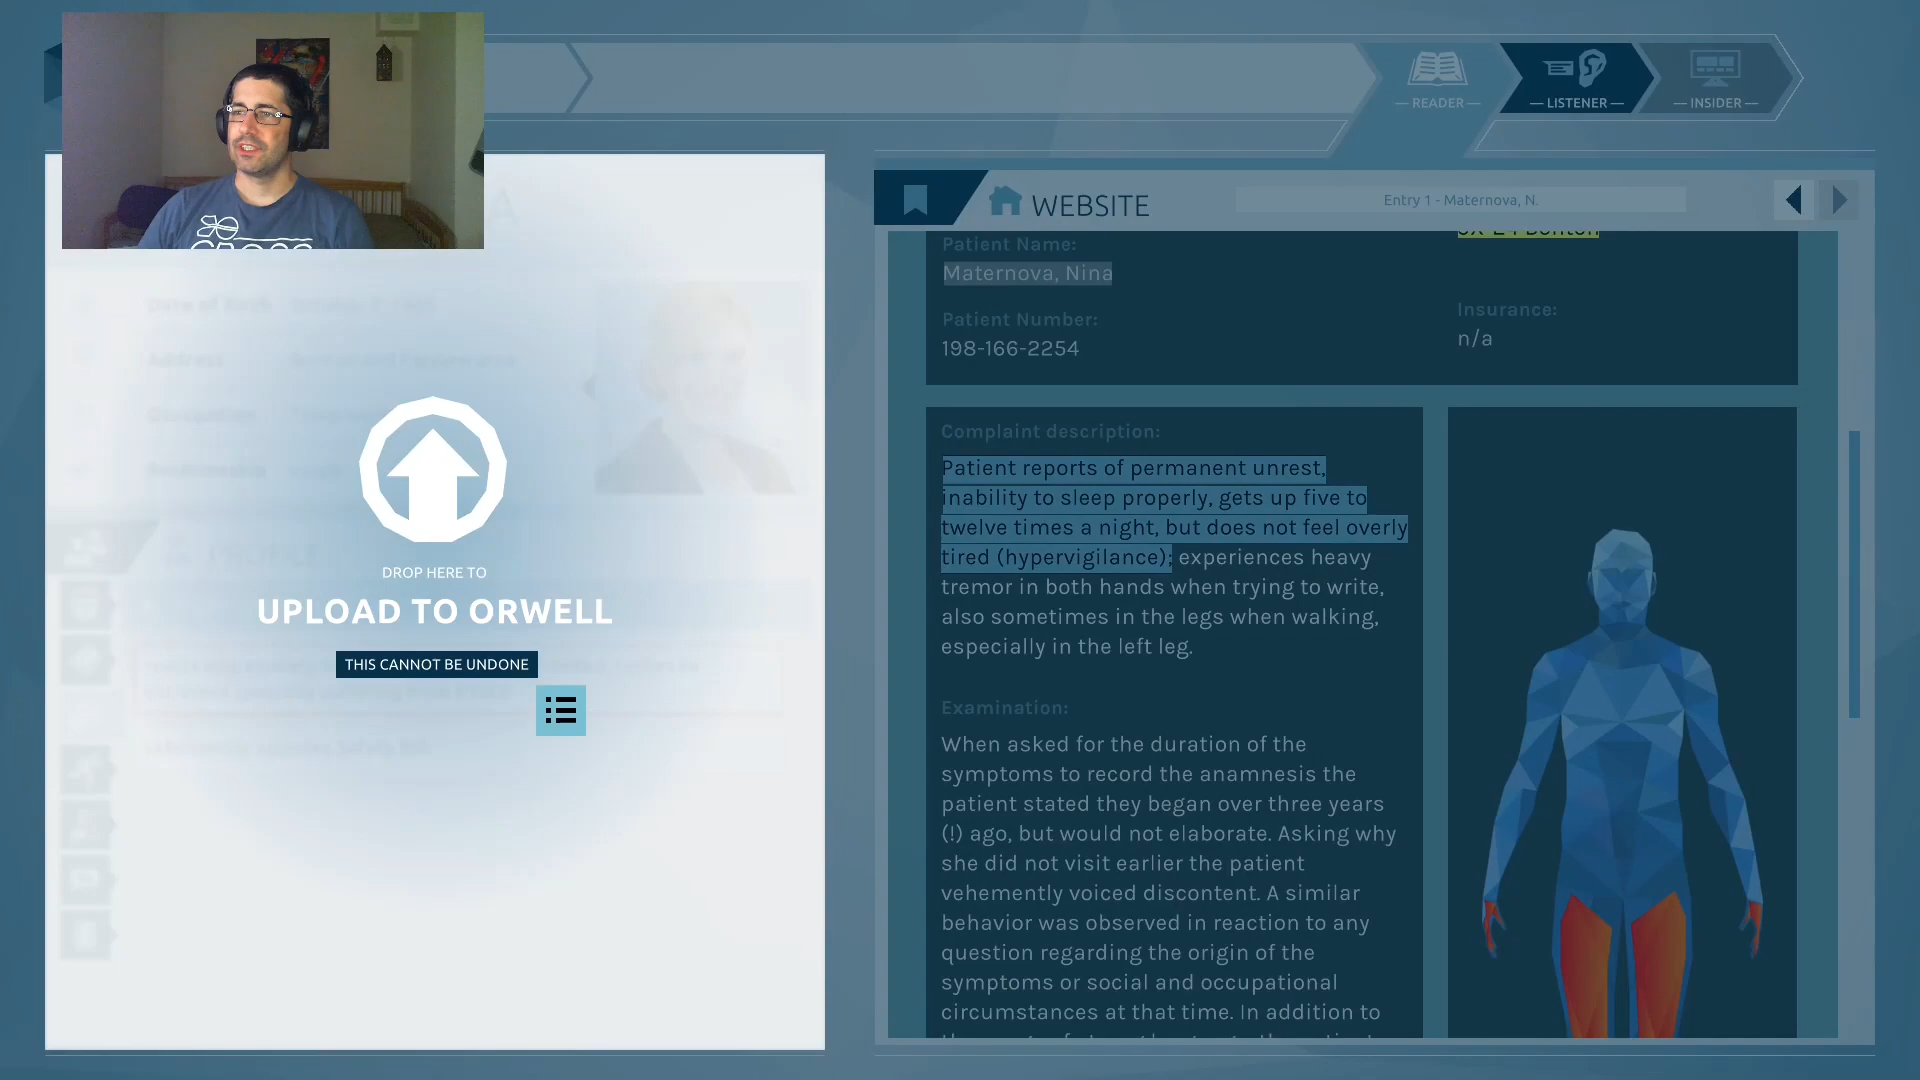 READER
LISTENER
INSIDER
WEBSITE
Entry 1 - Maternova, N.
Patient Name:
Maternova, Nina
Patient Number:
198-166-2254
Insurance:
n/a
Complaint description:
Patient reports of permanent unrest,
inability to sleep properly, gets up five to
twelve times a night, but does not feel overly
tired (hypervigilance); experiences heavy
tremor in both hands when trying to write,
also sometimes in the legs when walking,
especially in the left leg.
Examination:
When asked for the duration of the
symptoms to record the anamnesis the
patient stated they began over three years
(!) ago, but would not elaborate. Asking why
she did not visit earlier the patient
vehemently voiced discontent. A similar
behavior was observed in reaction to any
question regarding the origin of the
symptoms or social and occupational
circumstances at that time. In addition to
DROP HERE TO
UPLOAD TO ORWELL
THIS CANNOT BE UNDONE